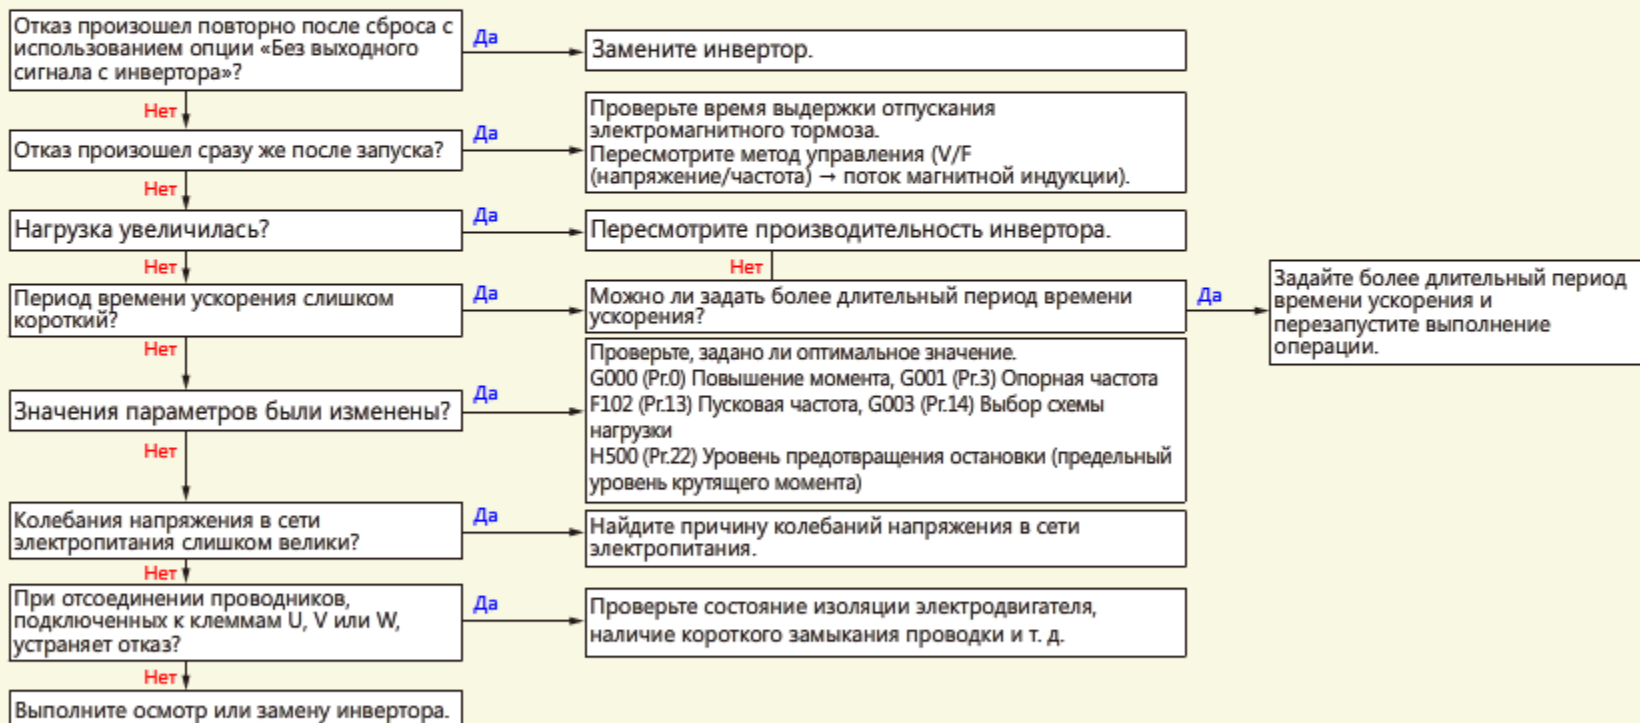 Отказ произошел повторно после сброса с
использованием опции «Без выходного
сигнала с инвертора»?
Да
Замените инвертор.
Нет
Отказ произошел сразу же после запуска?
Да
Проверьте время выдержки отпускания
электромагнитного тормоза.
Пересмотрите метод управления (V/F
(напряжение/частота) → поток магнитной индукции).
Нет
Нагрузка увеличилась?
Да
Пересмотрите производительность инвертора.
Нет
Нет
Период времени ускорения слишком
короткий?
Да
Можно ли задать более длительный период времени
ускорения?
Да
Задайте более длительный период
времени ускорения и
перезапустите выполнение
операции.
Нет
Значения параметров были изменены?
Да
Проверьте, задано ли оптимальное значение.
G000 (Pr.0) Повышение момента, G001 (Pr.3) Опорная частота
F102 (Pr.13) Пусковая частота, G003 (Pr.14) Выбор схемы
нагрузки
H500 (Pr.22) Уровень предотвращения остановки (предельный
уровень крутящего момента)
Нет
Колебания напряжения в сети
электропитания слишком велики?
Да
Найдите причину колебаний напряжения в сети
электропитания.
Нет
При отсоединении проводников,
подключенных к клеммам U, V или W,
устраняет отказ?
Да
Проверьте состояние изоляции электродвигателя,
наличие короткого замыкания проводки и т. д.
Нет
Выполните осмотр или замену инвертора.